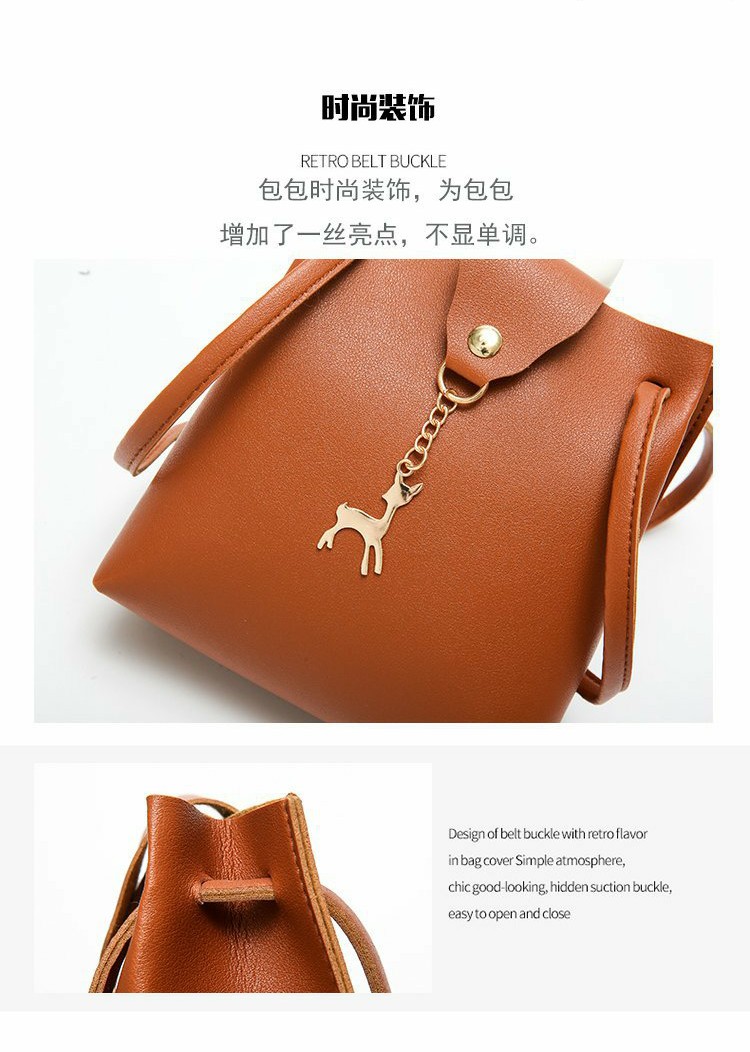 时尚装饰
RETRO BELT BUCKLE
包包时尚装饰，为包包
增加了一丝亮点，不显单调。
Design of belt buckle with retro flavor
in bag cover Simple atmosphere,
chic good-looking, hidden suction buckle,
easy to open and close